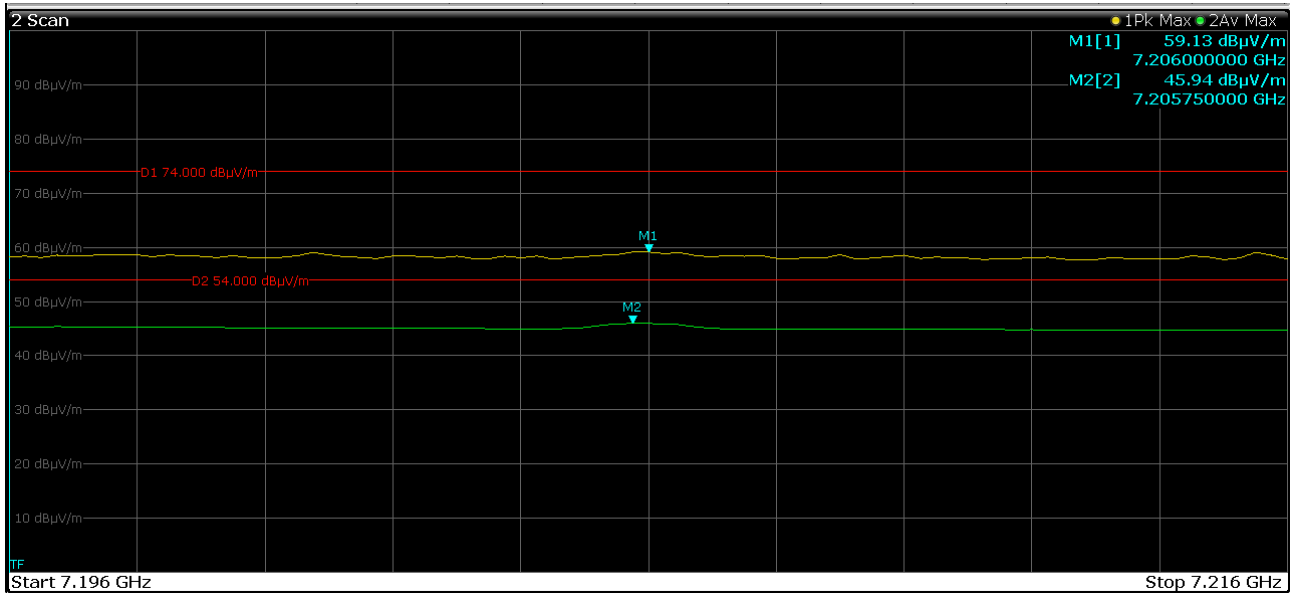 2 Scan
●1Pk Max ●2Av Max
M1[1] 59.13 dBµV/m
7.206000000 GHz
M2[2] 45.94 dBµV/m
7.205750000 GHz
90 dBµV/m
80 dBµV/m
D1 74.000 dBµV/m
70 dBµV/m
M1
60 dBµV/m
D2 54.000 dBµV/m
50 dBµV/m
M2
40 dBµV/m
30 dBµV/m
20 dBµV/m
10 dBµV/m
TF
Start 7.196 GHz
Stop 7.216 GHz